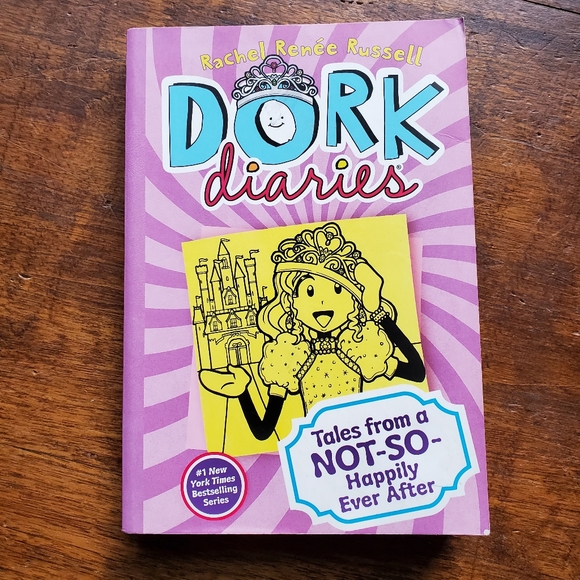 Rachel Renée Russell
DORK
diaries®
Tales from a
NOT-SO-
Happily
Ever After
#1 New
York Times
Bestselling
Series